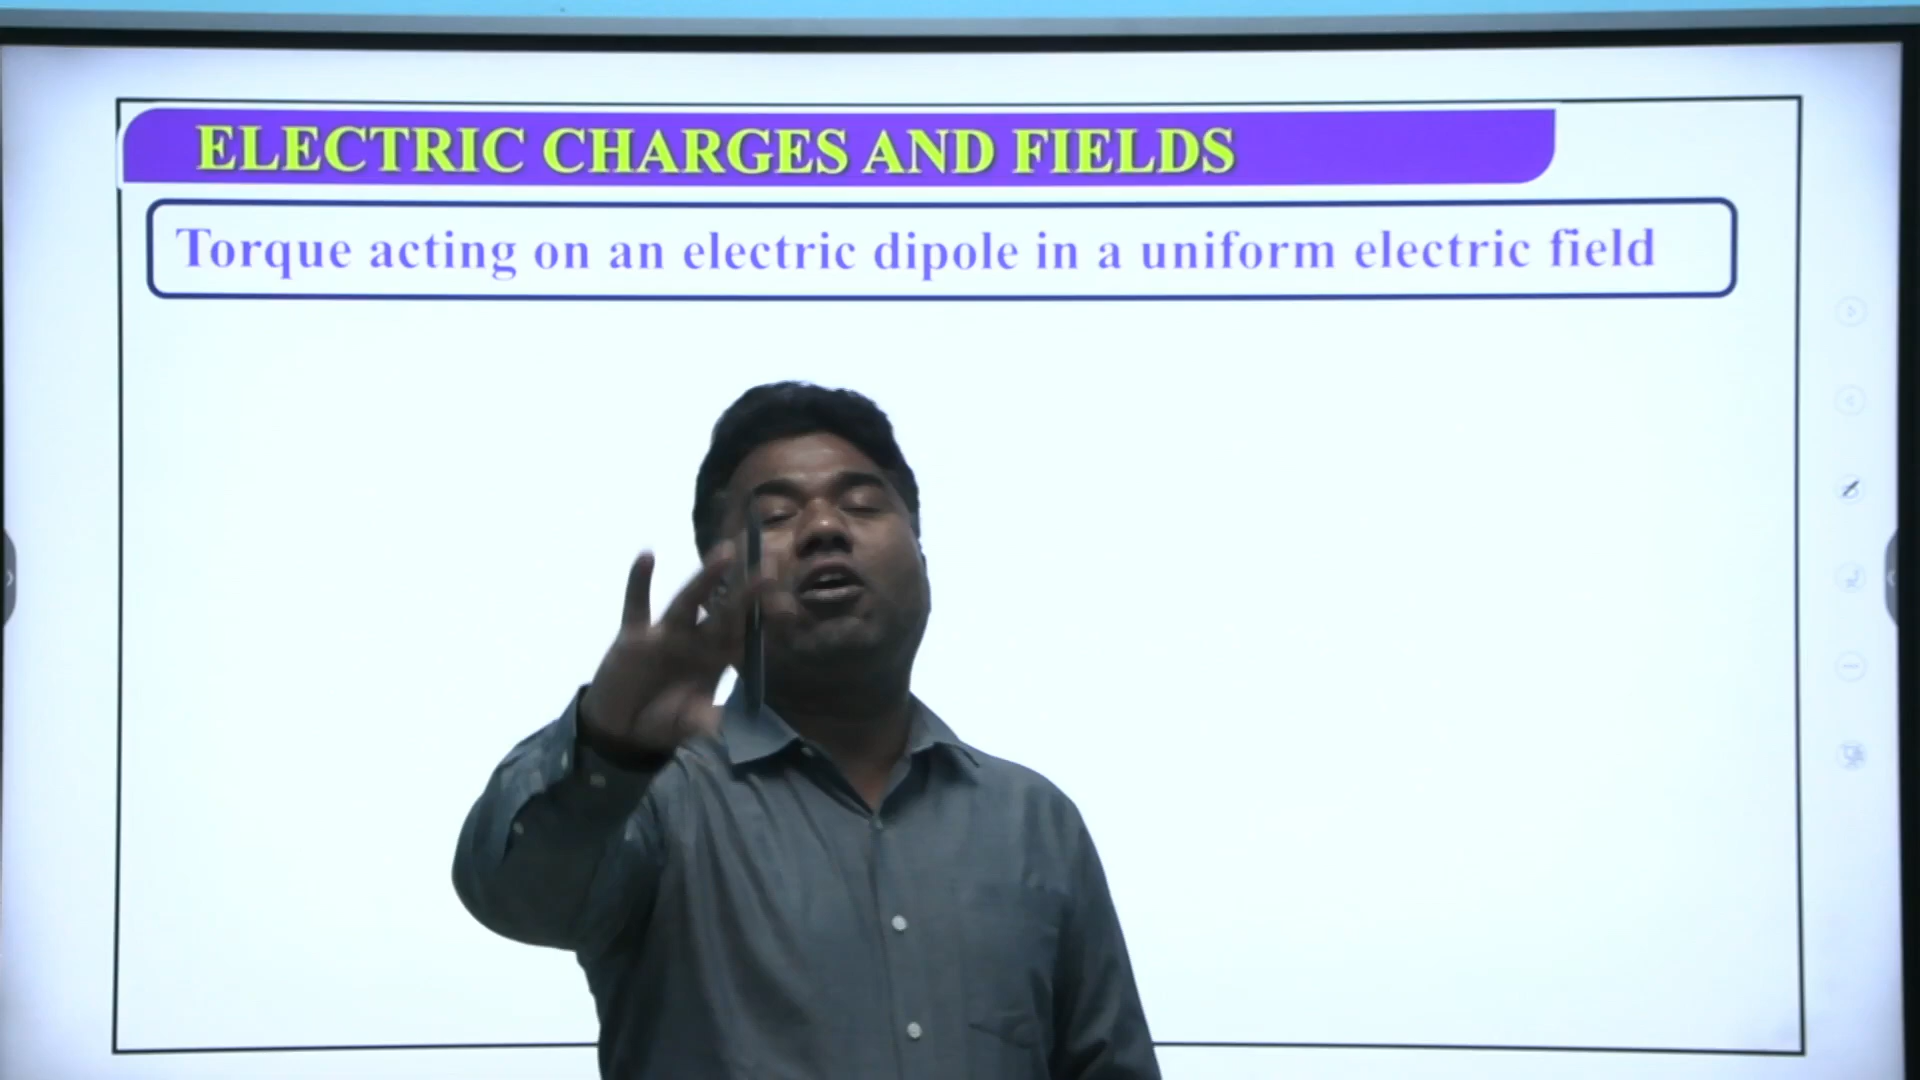 ELECTRIC CHARGES AND FIELDS
Torque acting on an electric dipole in a uniform electric field